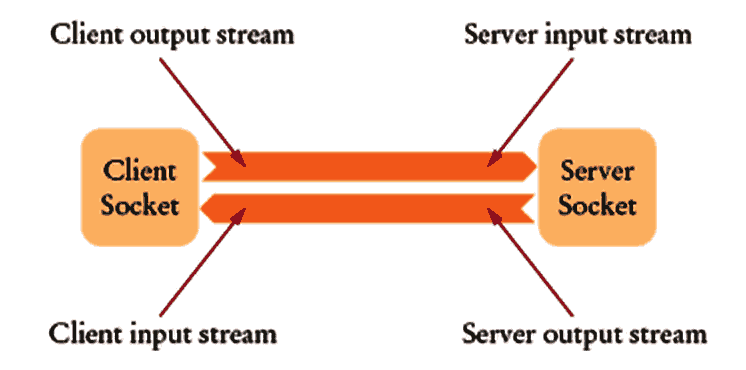 Client output stream
Server input stream
Client
Socket
Server
Socket
Client input stream
Server output stream